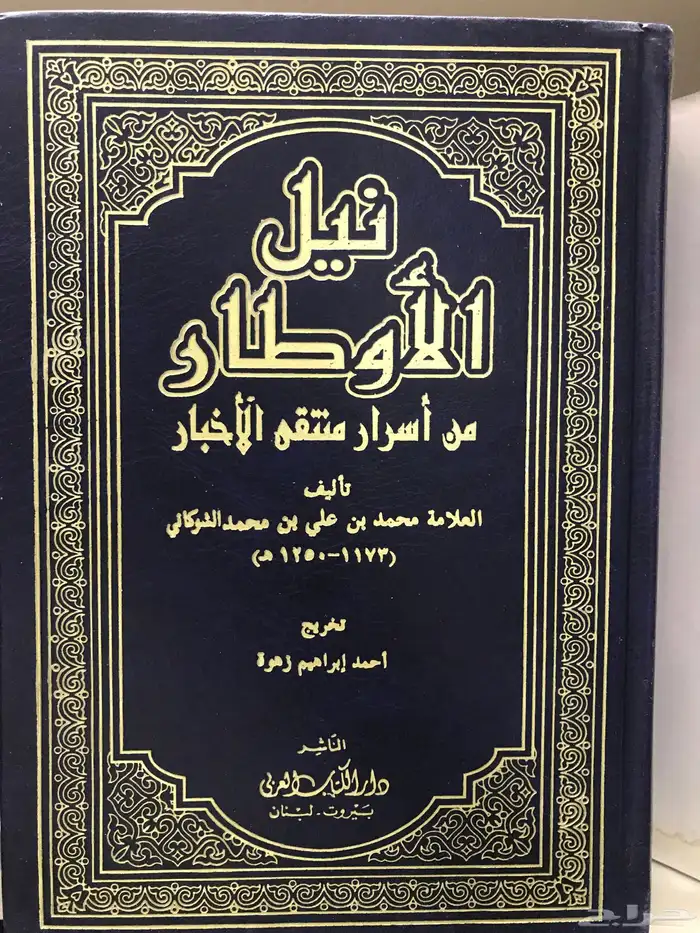 نيل
الأوطار
من أسرار منتقى الأخبار
تأليف
العلامة محمد بن علي بن محمد الشوكاني
(١١٧٣-١٢٥٠ هـ)
تخريج
أحمد إبراهيم زهوة
الناشر
دار الكتاب العربي
بيروت - لبنان
حراج